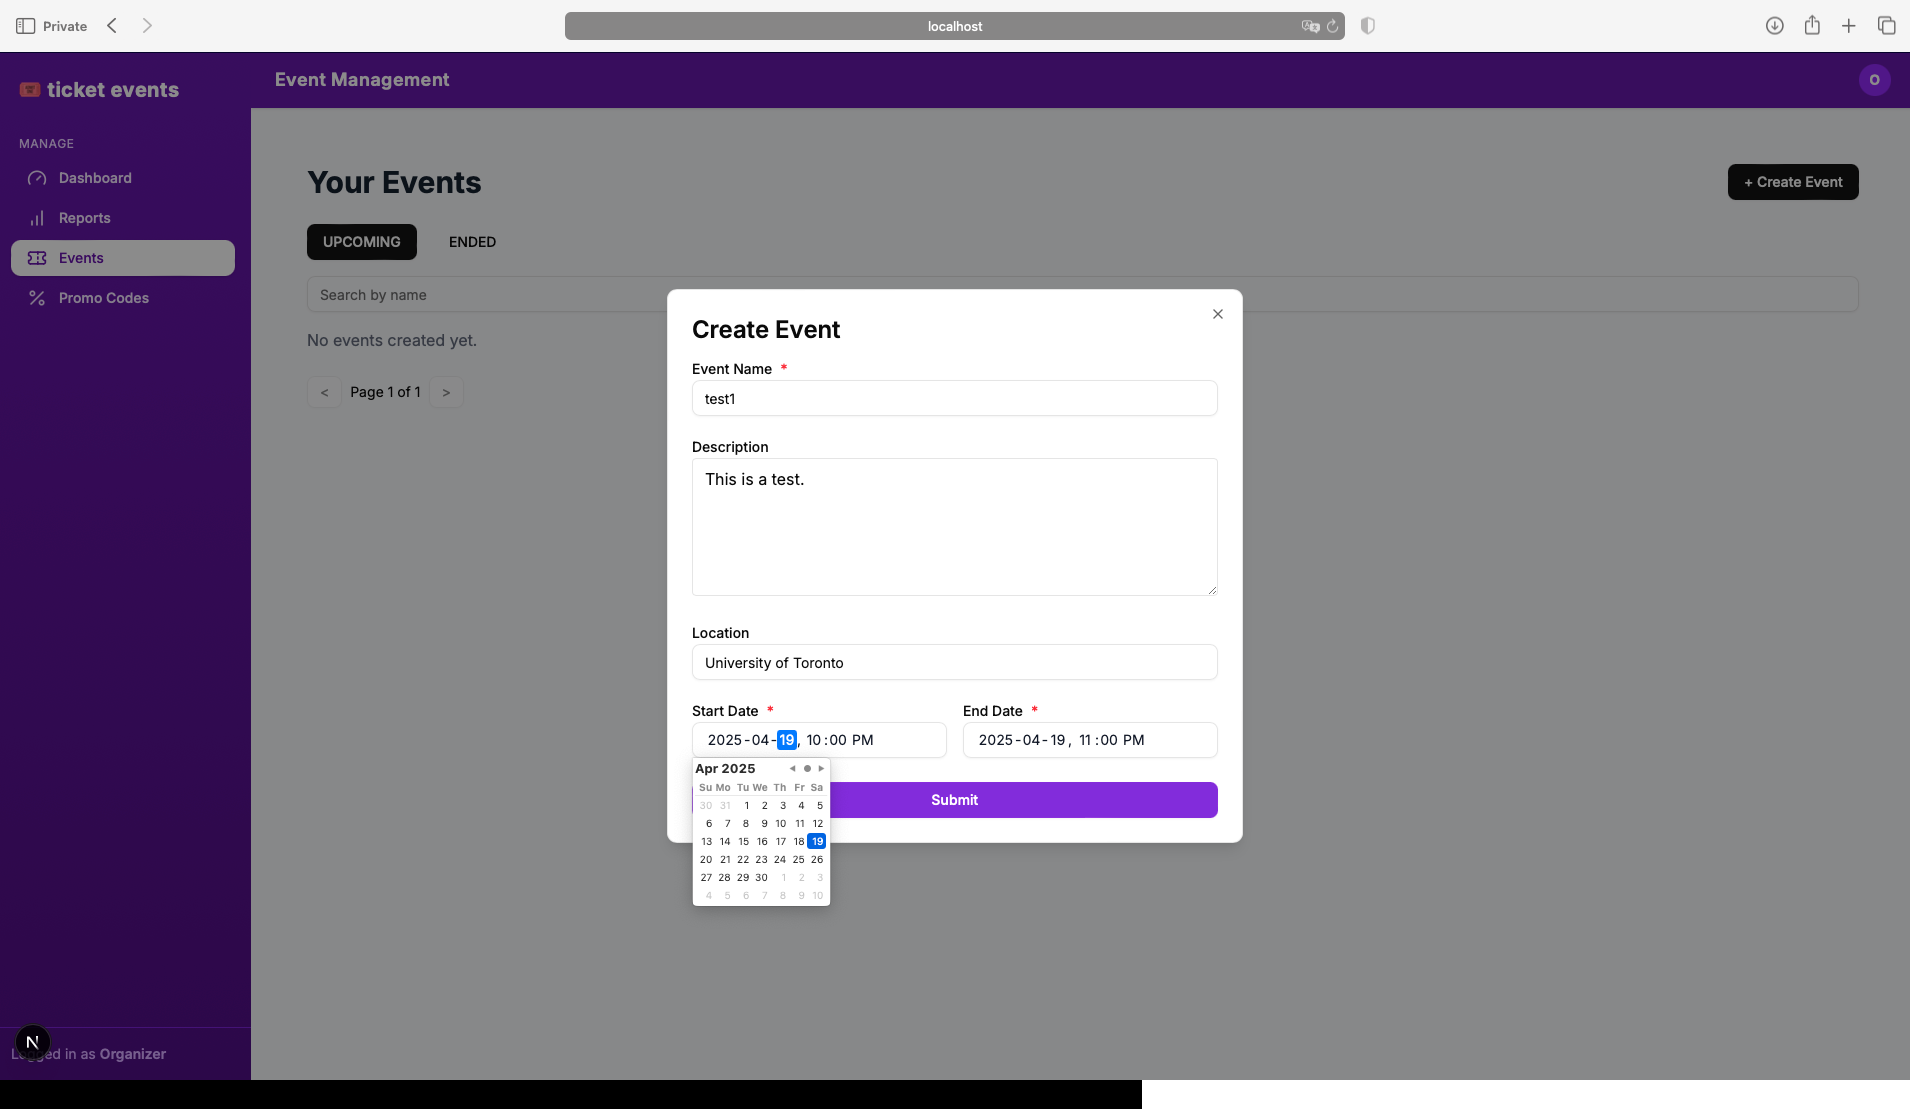 Private
localhost
ticket events
Event Management
O
MANAGE
Dashboard
Reports
Events
Promo Codes
Your Events
+ Create Event
UPCOMING
ENDED
Search by name
No events created yet.
< Page 1 of 1 >
Create Event
Event Name *
test1
Description
This is a test.
Location
University of Toronto
Start Date *
End Date *
2025-04-19, 10:00 PM
2025-04-19, 11:00 PM
Submit
Apr 2025
Su Mo Tu We Th Fr Sa
30 31 1 2 3 4 5
6 7 8 9 10 11 12
13 14 15 16 17 18 19
20 21 22 23 24 25 26
27 28 29 30 1 2 3
4 5 6 7 8 9 10
N
in as Organizer